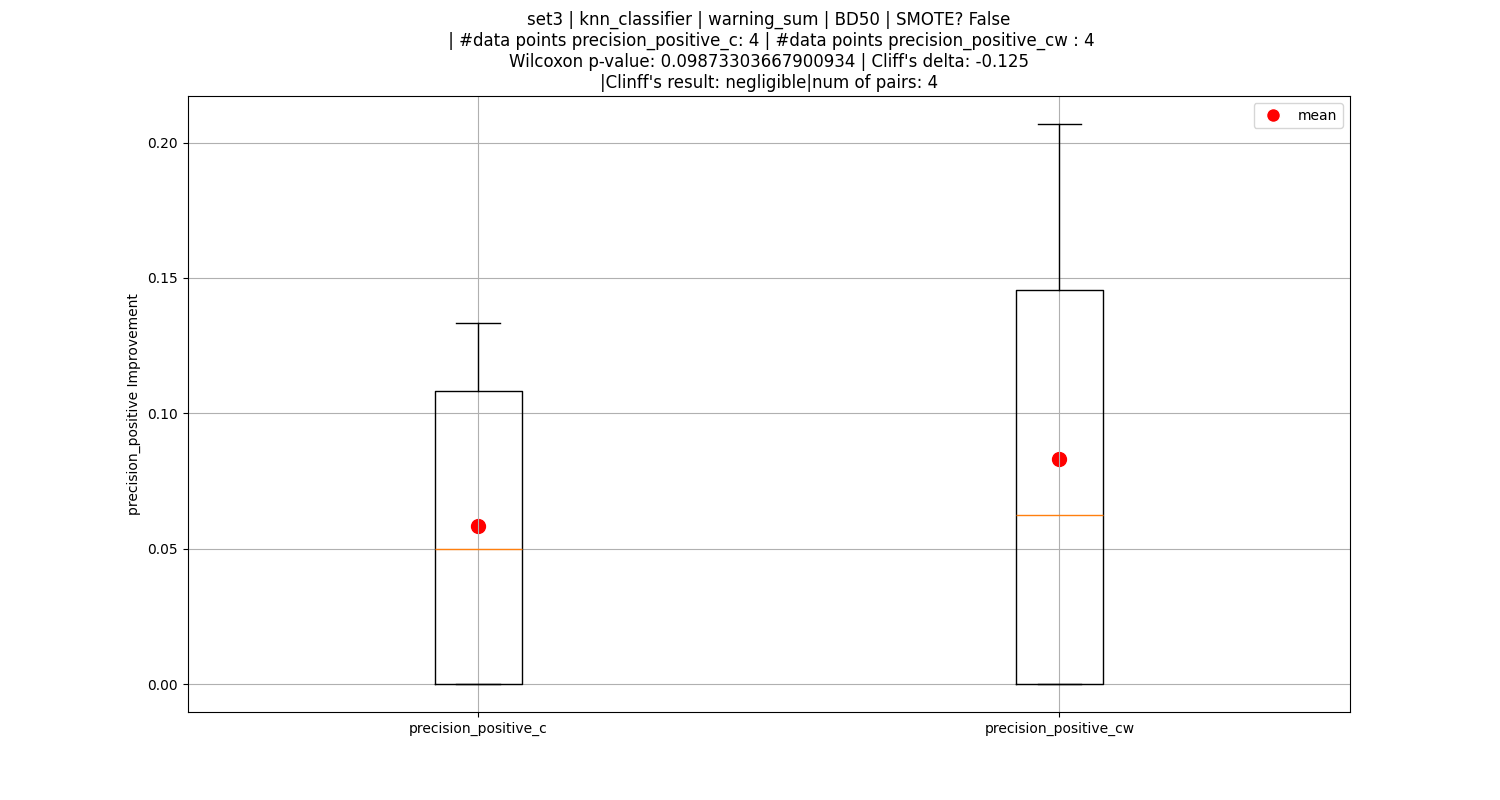 set3 | knn_classifier | warning_sum | BD50 | SMOTE? False
| #data points precision_positive_c: 4 | #data points precision_positive_cw : 4
Wilcoxon p-value: 0.09873303667900934 | Cliff's delta: -0.125
|Clinff's result: negligible|num of pairs: 4
mean
0.20
0.15
0.10
0.05
0.00
precision_positive Improvement
precision_positive_c
precision_positive_cw